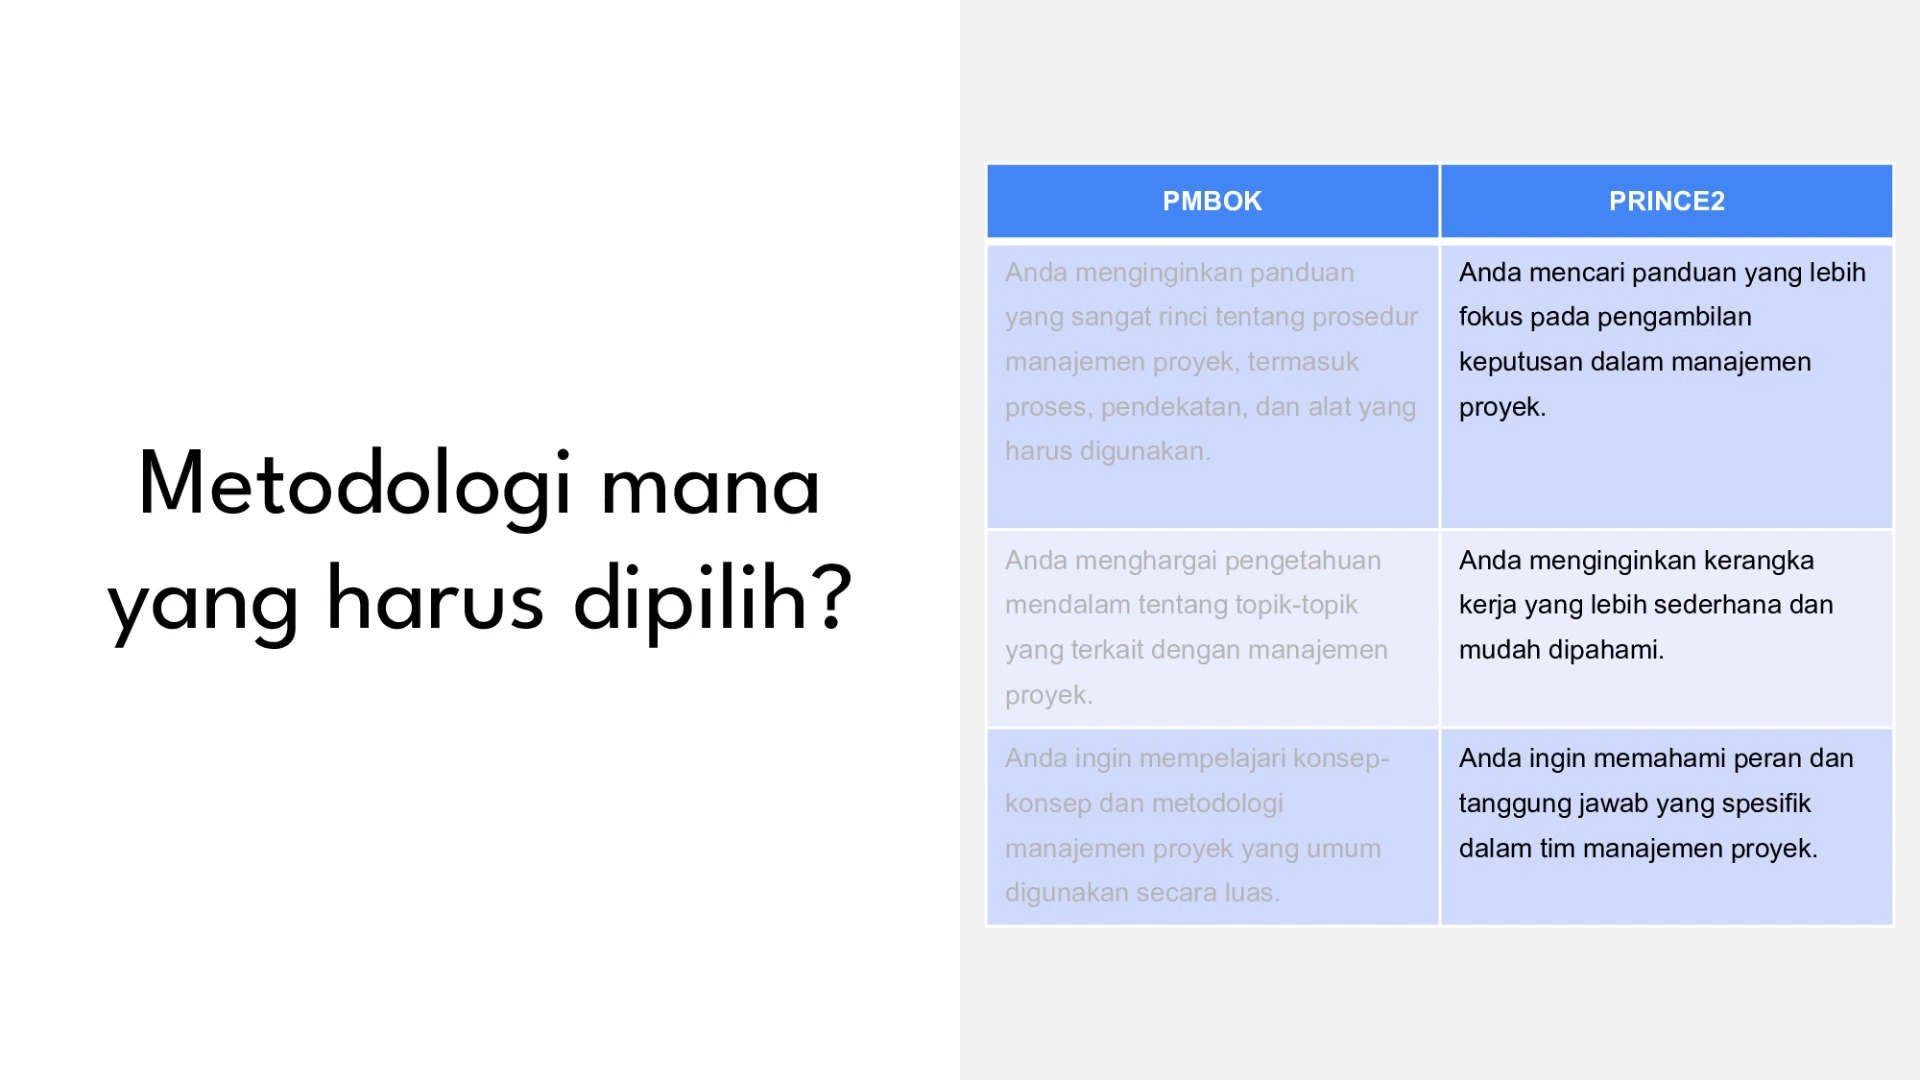 Metodologi mana
yang harus dipilih?
PMBOK
PRINCE2
Anda menginginkan panduan
yang sangat rinci tentang prosedur
manajemen proyek, termasuk
proses, pendekatan, dan alat yang
harus digunakan.
Anda mencari panduan yang lebih
fokus pada pengambilan
keputusan dalam manajemen
proyek.
Anda menghargai pengetahuan
mendalam tentang topik-topik
yang terkait dengan manajemen
proyek.
Anda menginginkan kerangka
kerja yang lebih sederhana dan
mudah dipahami.
Anda ingin mempelajari konsep-
konsep dan metodologi
manajemen proyek yang umum
digunakan secara luas.
Anda ingin memahami peran dan
tanggung jawab yang spesifik
dalam tim manajemen proyek.